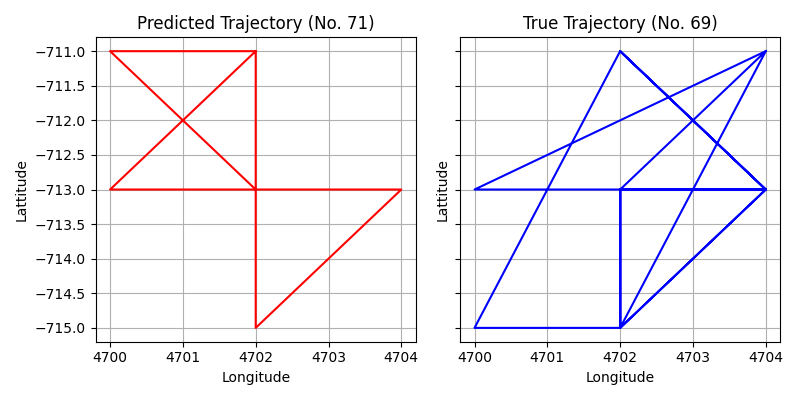 Predicted Trajectory (No. 71)
−711.0
−711.5
−712.0
−712.5
−713.0
−713.5
−714.0
−714.5
−715.0
Lattitude
4700 4701 4702 4703 4704
Longitude
True Trajectory (No. 69)
Lattitude
4700 4701 4702 4703 4704
Longitude